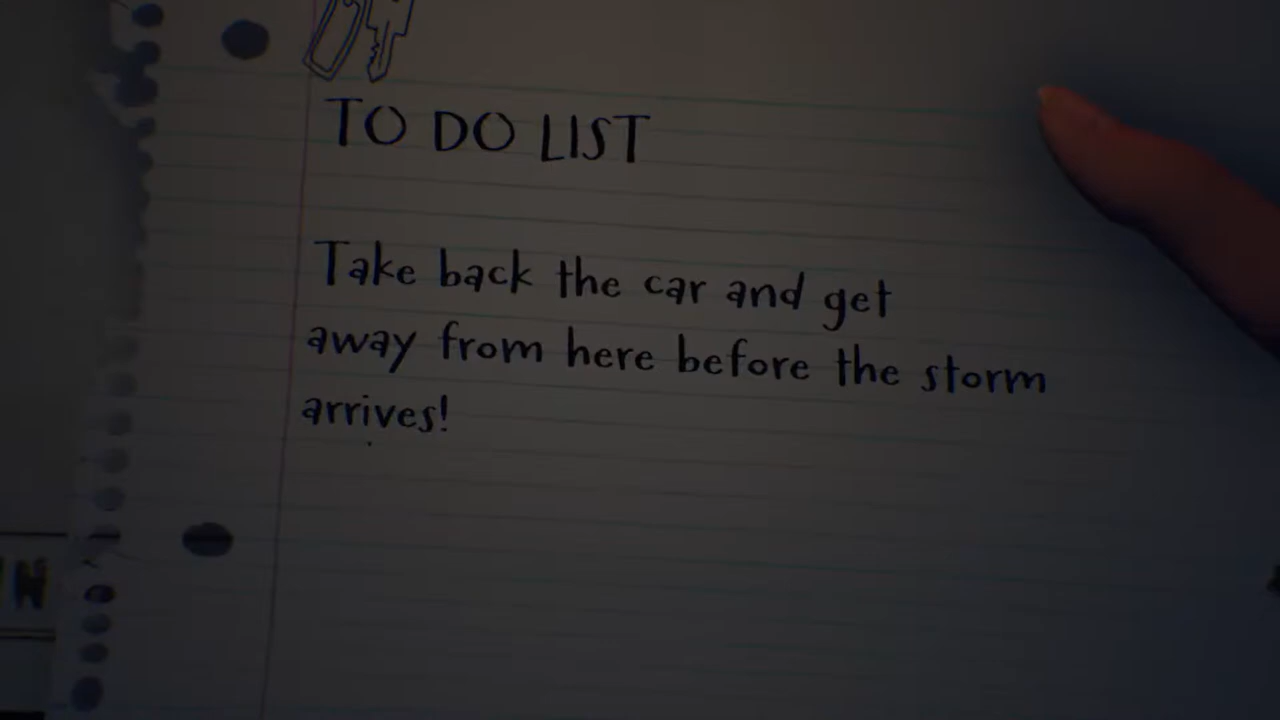 TO DO LIST
Take back the car and get
away from here before the storm
arrives!